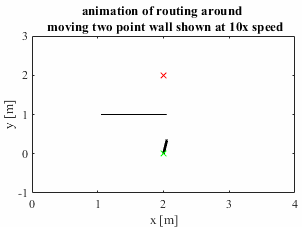 animation of routing around
moving two point wall shown at 10x speed
3
2
1
0
-1
y [m]
0
1
2
3
4
x [m]